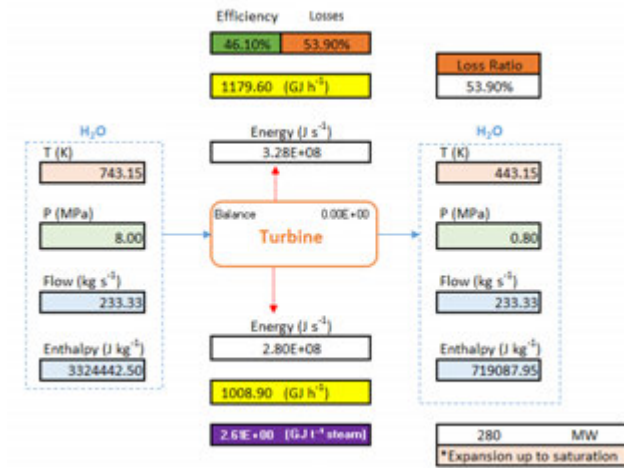 Efficiency Losses
46.10% 53.90%
1179.60 (GJ h⁻¹)
Loss Ratio
53.90%
H₂O
T (K)
743.15
P (MPa)
8.00
Flow (kg s⁻¹)
233.33
Enthalpy (J kg⁻¹)
3324442.50
Energy (J s⁻¹)
3.28E+08
Balance 0.00E+00
Turbine
Energy (J s⁻¹)
2.80E+08
1008.90 (GJ h⁻¹)
2.61E+00 (GJ t⁻¹ steam)
H₂O
T (K)
443.15
P (MPa)
0.80
Flow (kg s⁻¹)
233.33
Enthalpy (J kg⁻¹)
719087.95
280 MW
*Expansion up to saturation